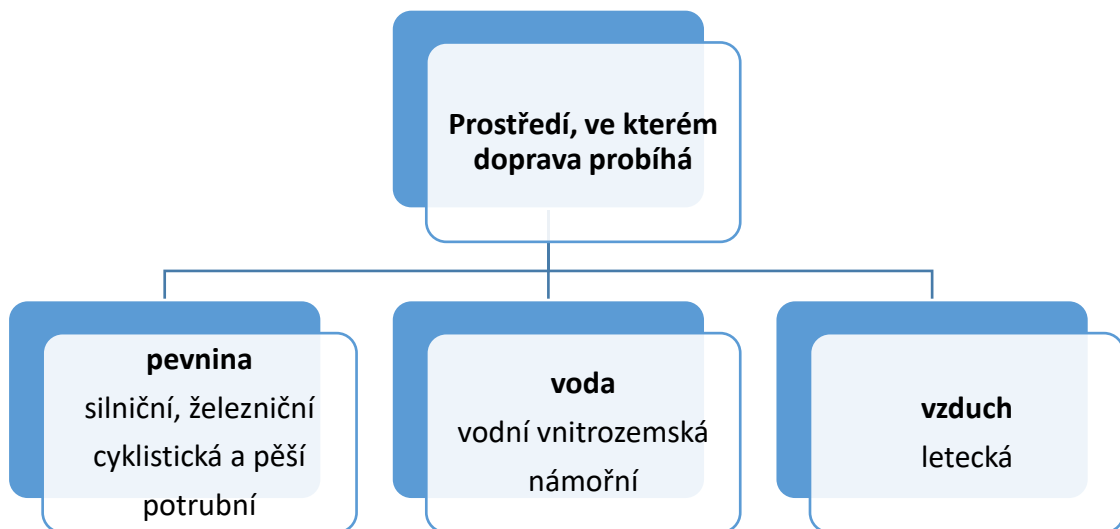 Prostředí, ve kterém
doprava probíhá
pevnina
silniční, železniční
cyklistická a pěší
potrubní
voda
vodní vnitrozemská
námořní
vzduch
letecká